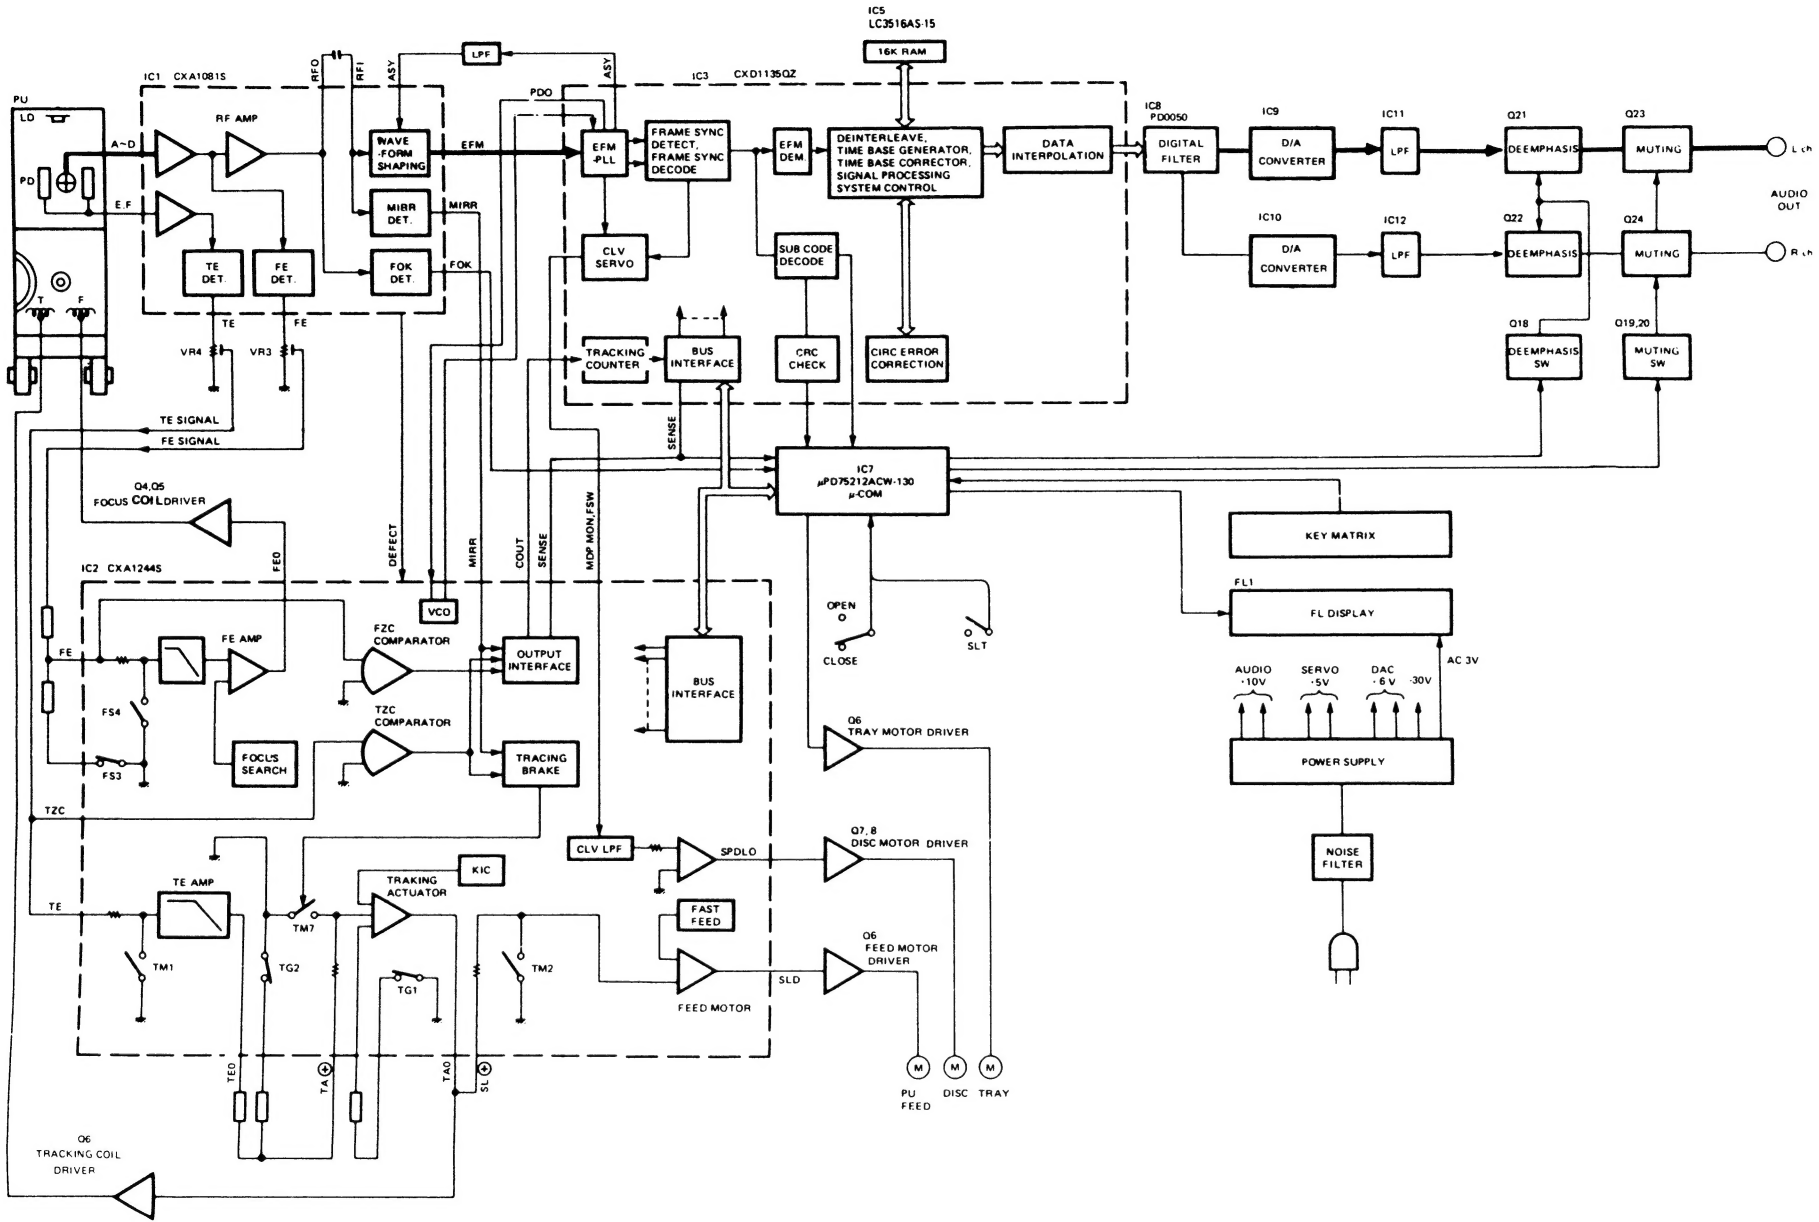 IC5
LC3516AS-15
16K RAM
IC1 CXA1081S
RFO
RFI
ASY
LPF
ASY
PDO
IC3 CXD1135QZ
PU
LD
PD
A~D
E.F
RF AMP
WAVE
-FORM
SHAPING
EFM
MIBR
DET.
MIRR
FOK
DET.
FOK
TE
DET.
FE
DET.
TE
FE
VR4
VR3
T
F
EFM
-PLL
FRAME SYNC
DETECT,
FRAME SYNC
DECODE
EFM
DEM.
DEINTERLEAVE,
TIME BASE GENERATOR,
TIME BASE CORRECTOR,
SIGNAL PROCESSING
SYSTEM CONTROL
DATA
INTERPOLATION
CLV
SERVO
SUB CODE
DECODE
TRACKING
COUNTER
BUS
INTERFACE
CRC
CHECK
CIRC ERROR
CORRECTION
IC8
PD0050
DIGITAL
FILTER
IC9
D/A
CONVERTER
IC11
LPF
Q21
DEEMPHASIS
Q23
MUTING
L ch
AUDIO
OUT
IC10
D/A
CONVERTER
IC12
LPF
Q22
DEEMPHASIS
Q24
MUTING
R ch
Q18
DEEMPHASIS
SW
Q19,20
MUTING
SW
TE SIGNAL
FE SIGNAL
SENSE
IC7
μPD75212ACW-130
μ-COM
Q4,Q5
FOCUS COIL DRIVER
FEO
DEFECT
MIRR
COUT
SENSE
MDP MON,FSW
KEY MATRIX
FL1
FL DISPLAY
AC 3V
OPEN
CLOSE
SLT
IC2 CXA1244S
VCO
FE
FE AMP
FZC
COMPARATOR
OUTPUT
INTERFACE
BUS
INTERFACE
FS4
FS3
FOCUS
SEARCH
TZC
COMPARATOR
TRACING
BRAKE
TZC
AUDIO
·10V
SERVO
·5V
DAC
·6V
·30V
POWER SUPPLY
NOISE
FILTER
Q6
TRAY MOTOR DRIVER
CLV LPF
SPDLO
Q7, 8
DISC MOTOR DRIVER
KIC
TRAKING
ACTUATOR
TE AMP
TE
TM1
TM7
TG2
TG1
TM2
FAST
FEED
FEED MOTOR
SLD
Q6
FEED MOTOR
DRIVER
TEO
TA +
TAO
SL +
M
M
M
PU
FEED
DISC
TRAY
Q6
TRACKING COIL
DRIVER